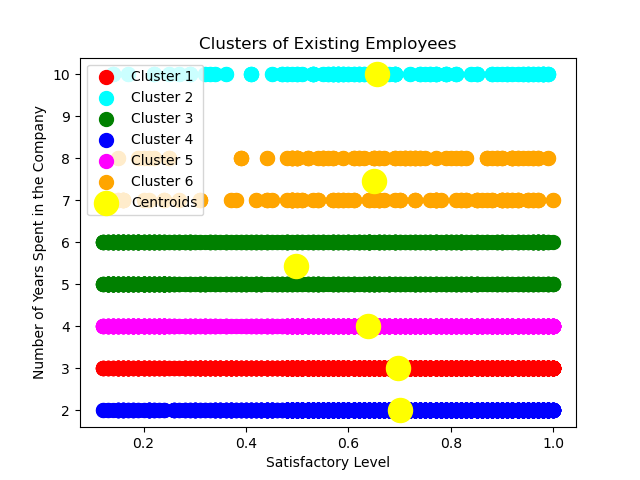 Clusters of Existing Employees
Number of Years Spent in the Company
10
9
8
7
6
5
4
3
2
Cluster 1
Cluster 2
Cluster 3
Cluster 4
Cluster 5
Cluster 6
Centroids
0.2
0.4
0.6
0.8
1.0
Satisfactory Level